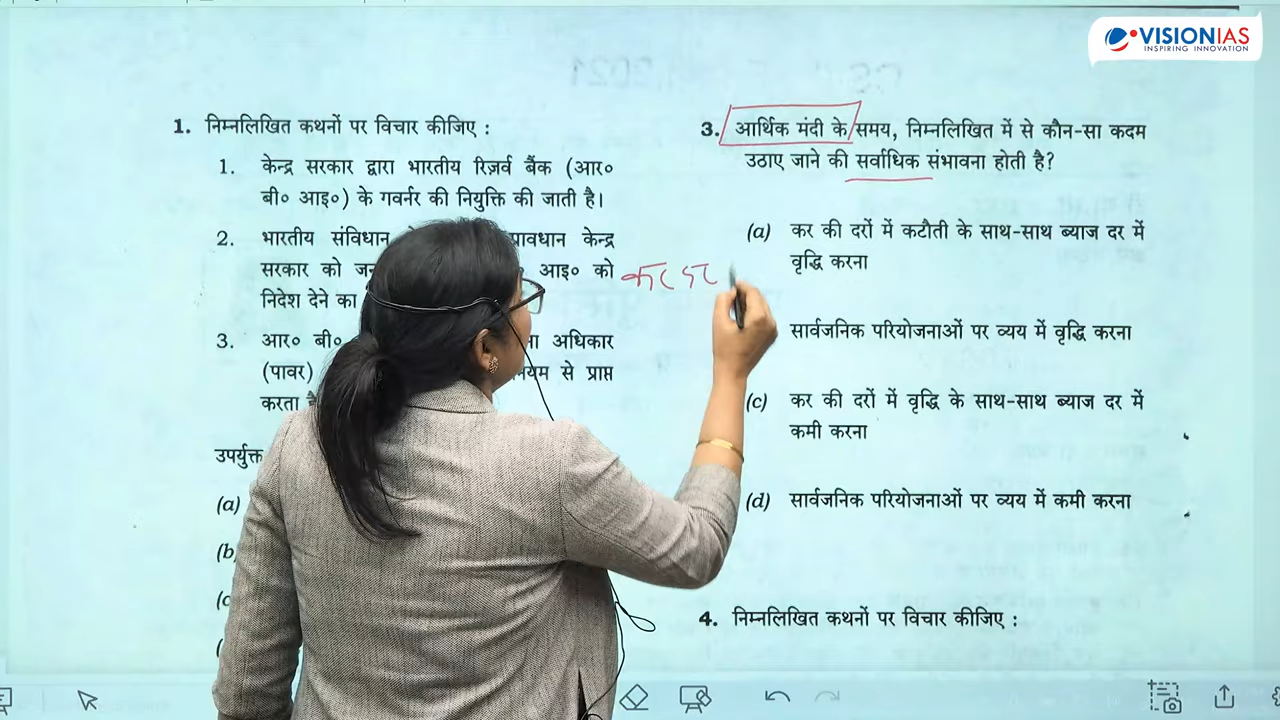 VISIONIAS
INSPIRING INNOVATION
1. निम्नलिखित कथनों पर विचार कीजिए :
1. केन्द्र सरकार द्वारा भारतीय रिज़र्व बैंक (आर०
बी० आइ०) के गवर्नर की नियुक्ति की जाती है।
2. भारतीय संविधान प्रावधान केन्द्र
सरकार को आइ० को
निदेश देने का
3. आर० बी० अधिकार
(पावर) से प्राप्त
करता
उपर्युक्त
(a)
(b)
3. आर्थिक मंदी के समय, निम्नलिखित में से कौन-सा कदम
उठाए जाने की सर्वाधिक संभावना होती है?
(a) कर की दरों में कटौती के साथ-साथ ब्याज दर में
वृद्धि करना
कर दर
सार्वजनिक परियोजनाओं पर व्यय में वृद्धि करना
(c) कर की दरों में वृद्धि के साथ-साथ ब्याज दर में
कमी करना
(d) सार्वजनिक परियोजनाओं पर व्यय में कमी करना
4. निम्नलिखित कथनों पर विचार कीजिए :